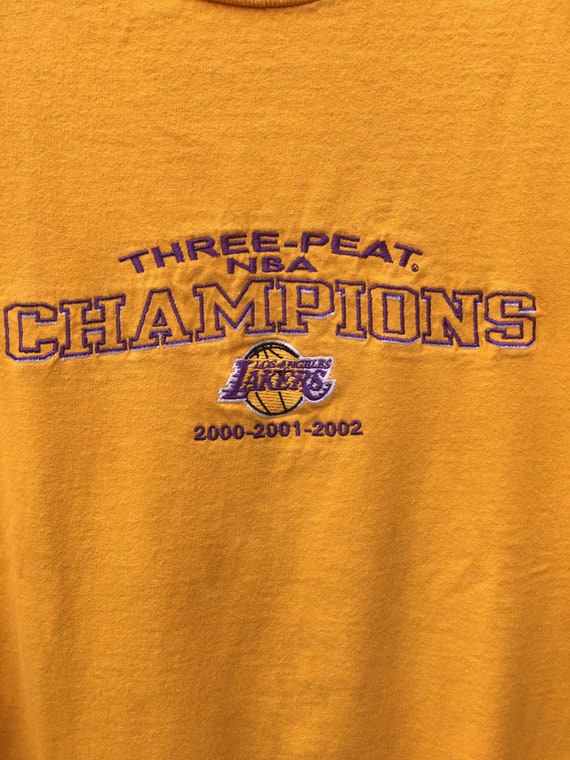 THREE-PEAT®
NBA
CHAMPIONS
LOS ANGELES
LAKERS
2000-2001-2002